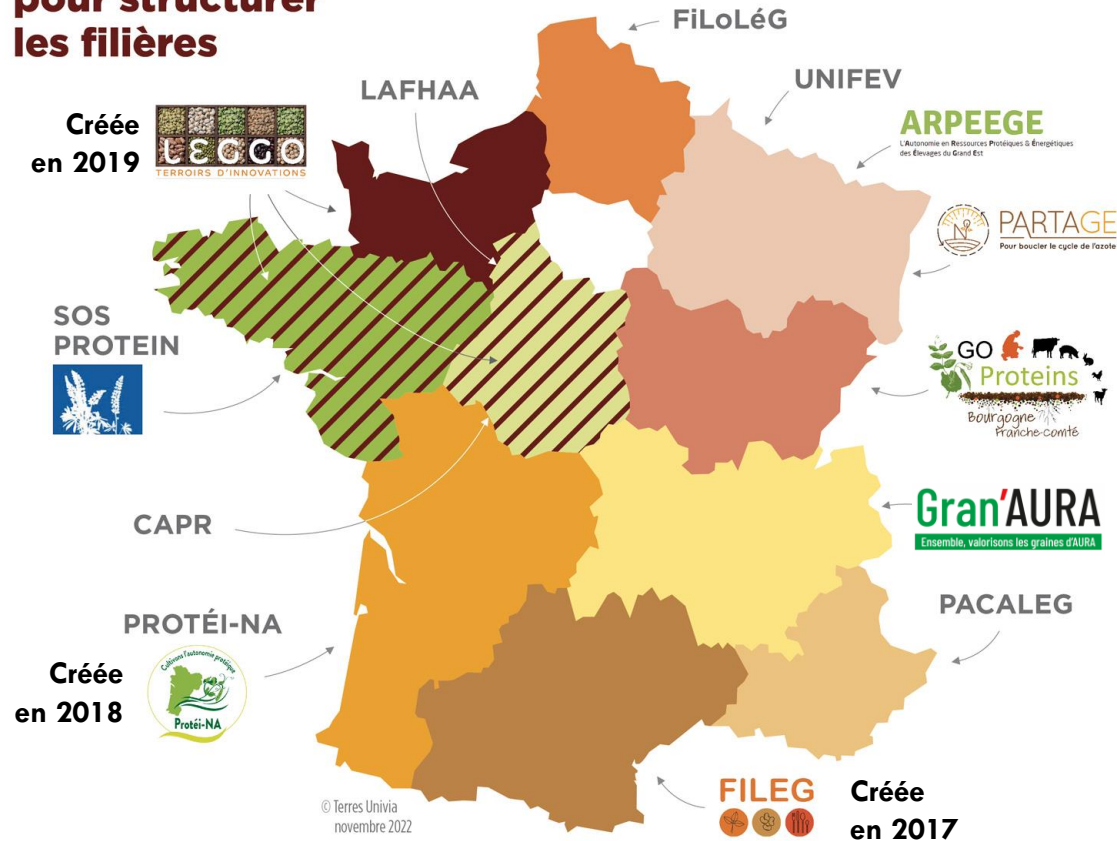 pour structurer
les filières
FiLoLéG
LAFHAA
UNIFEV
Créée
en 2019
LEGGO
TERROIRS D'INNOVATIONS
ARPEEGE
L'Autonomie en Ressources Protéiques & Énergétiques
des Élevages du Grand Est
PARTAGE
Pour boucler le cycle de l'azote
SOS
PROTEIN
GO
Proteins
Bourgogne
Franche-comté
CAPR
Gran'AURA
Ensemble, valorisons les graines d'AURA
PACALEG
PROTÉI-NA
Créée
en 2018
Cultivons l'autonomie protéique
Protéi-NA
FILEG
Créée
en 2017
© Terres Univia
novembre 2022